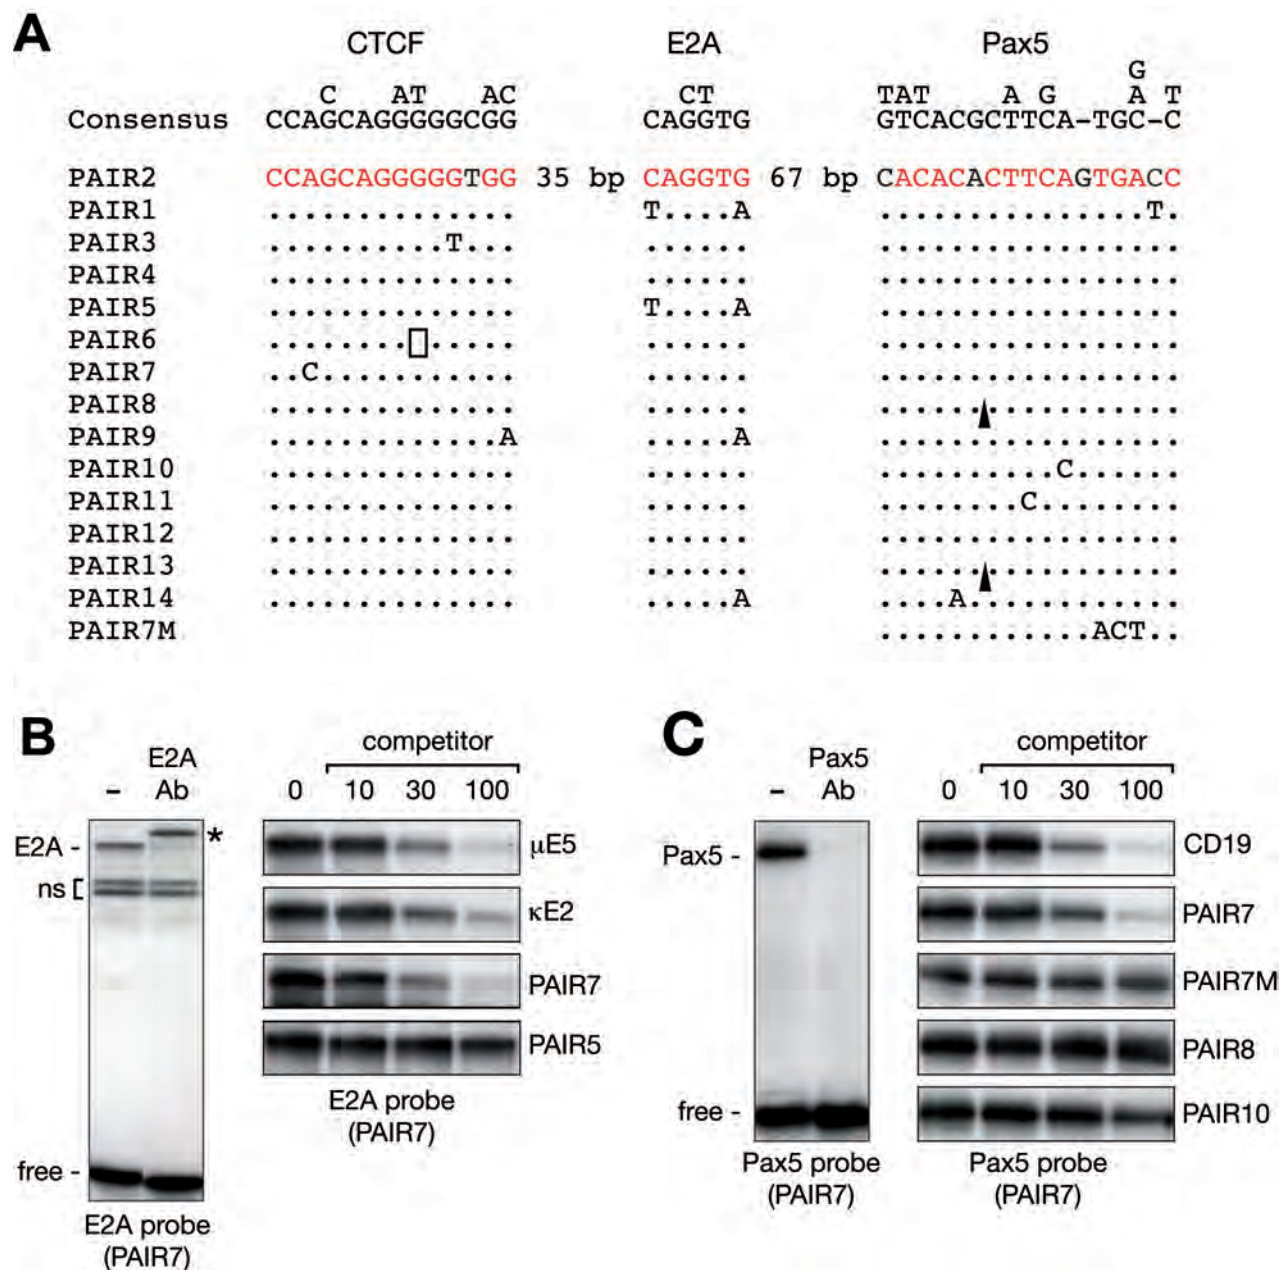 A
CTCF E2A Pax5
G
C AT AC CT TAT A G A T
Consensus CCAGCAGGGGGCGG CAGGTG GTCACGCTTCA-TGC-C
PAIR2 CCAGCAGGGGGTGG 35 bp CAGGTG 67 bp CACACACTTCAGTGACC
PAIR1 .............. T....A ...............T.
PAIR3 ..........T... ...... .................
PAIR4 .............. ...... .................
PAIR5 .............. T....A .................
PAIR6 .............. ...... .................
PAIR7 ..C........... ...... .................
PAIR8 .............. ...... .................
PAIR9 .............A .....A .................
PAIR10 .............. ...... ..........C......
PAIR11 .............. ...... ........C........
PAIR12 .............. ...... .................
PAIR13 .............. ...... .................
PAIR14 .............. .....A ....A............
PAIR7M ............ACT..
B
E2A
– Ab
competitor
0 10 30 100
E2A - *
ns [
free -
µE5
κE2
PAIR7
PAIR5
E2A probe
(PAIR7)
E2A probe
(PAIR7)
C
Pax5
– Ab
competitor
0 10 30 100
Pax5 -
free -
CD19
PAIR7
PAIR7M
PAIR8
PAIR10
Pax5 probe
(PAIR7)
Pax5 probe
(PAIR7)